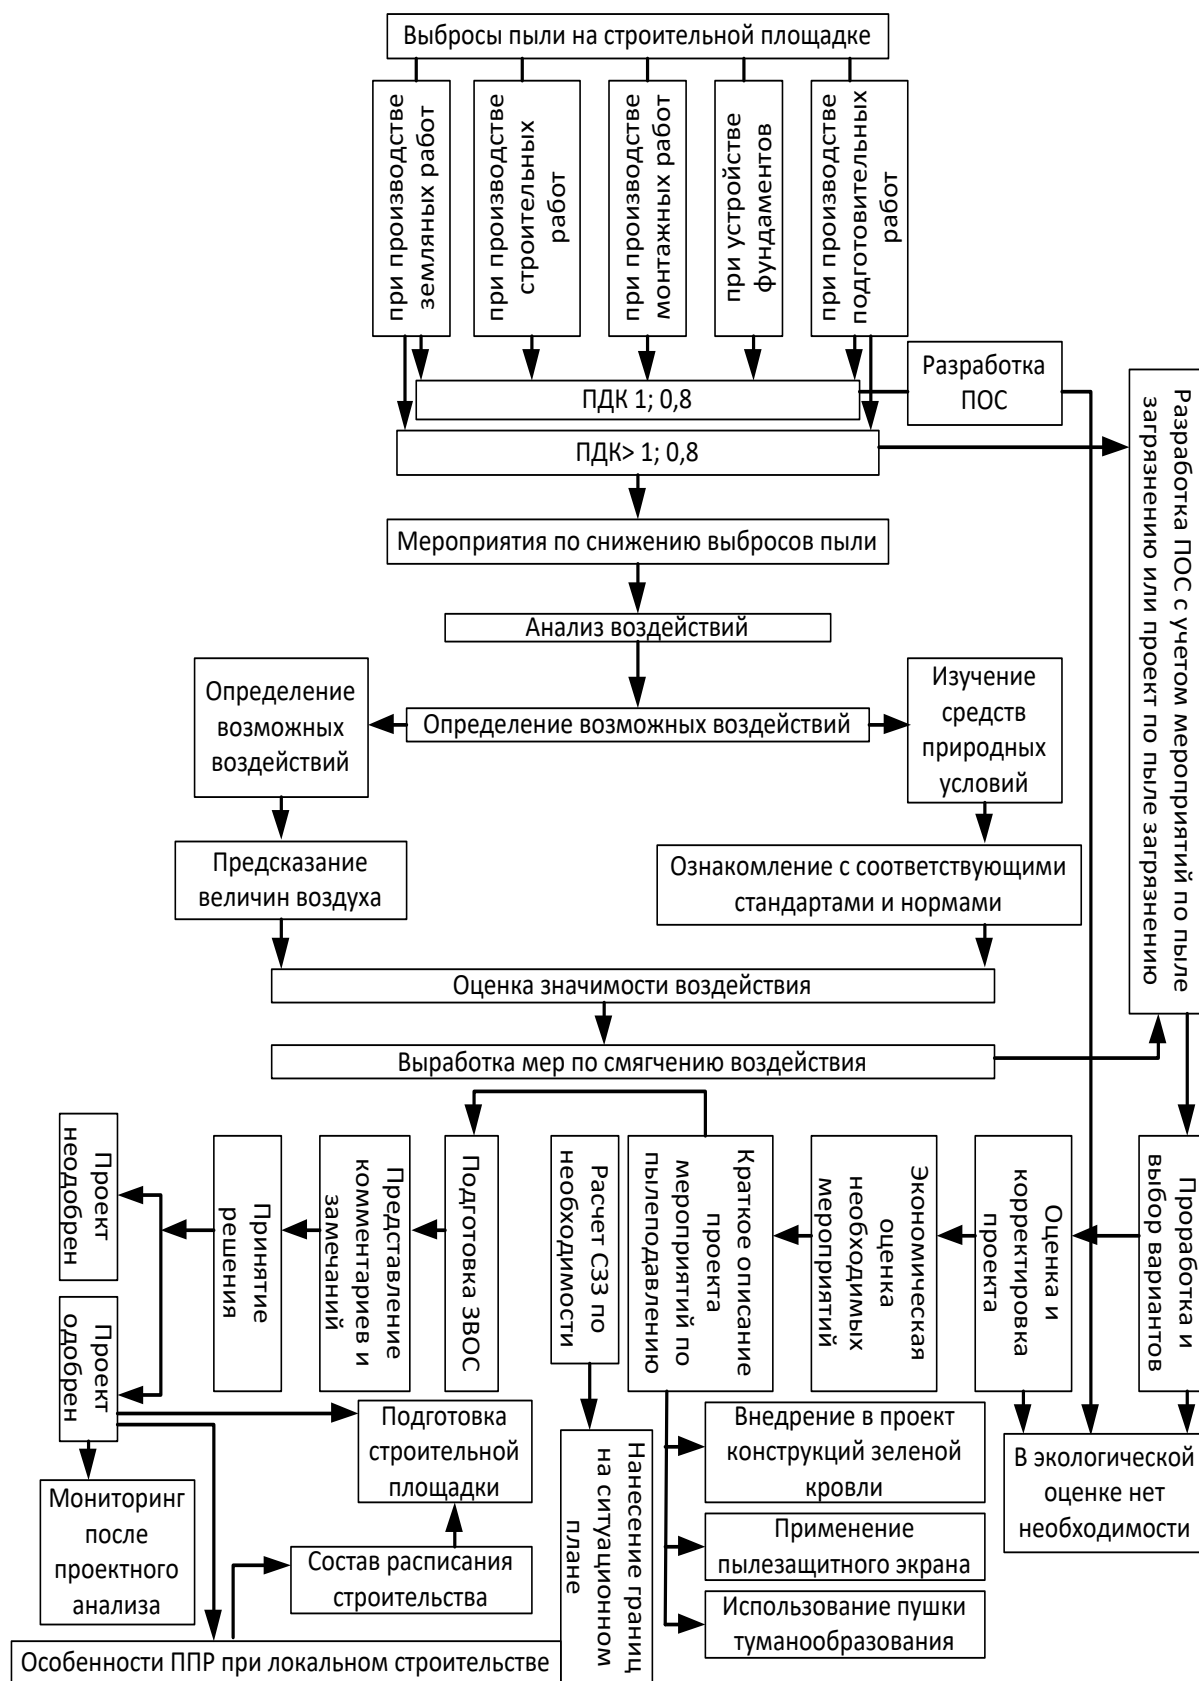 Выбросы пыли на строительной площадке
при производстве
земляных работ
при производстве
строительных
работ
при производстве
монтажных работ
при устройстве
фундаментов
при производстве
подготовительных
работ
ПДК 1; 0,8
Разработка
ПОС
ПДК> 1; 0,8
Разработка ПОС с учетом мероприятий по пыле
загрязнению или проект по пыле загрязнению
Мероприятия по снижению выбросов пыли
Анализ воздействий
Определение
возможных
воздействий
Определение возможных воздействий
Изучение
средств
природных
условий
Предсказание
величин воздуха
Ознакомление с соответствующими
стандартами и нормами
Оценка значимости воздействия
Выработка мер по смягчению воздействия
Проект
неодобрен
Проект
одобрен
Принятие
решения
Представление
комментариев и
замечаний
Подготовка ЗВОС
Расчет СЗЗ по
необходимости
Краткое описание
проекта
мероприятий по
пылеподавлению
Экономическая
оценка
необходимых
мероприятий
Оценка и
корректировка
проекта
Проработка и
выбор вариантов
Подготовка
строительной
площадки
Нанесение границ
на ситуационном
плане
Внедрение в проект
конструкций зеленой
кровли
В экологической
оценке нет
необходимости
Мониторинг
после
проектного
анализа
Состав расписания
строительства
Применение
пылезащитного экрана
Использование пушки
туманообразования
Особенности ППР при локальном строительстве